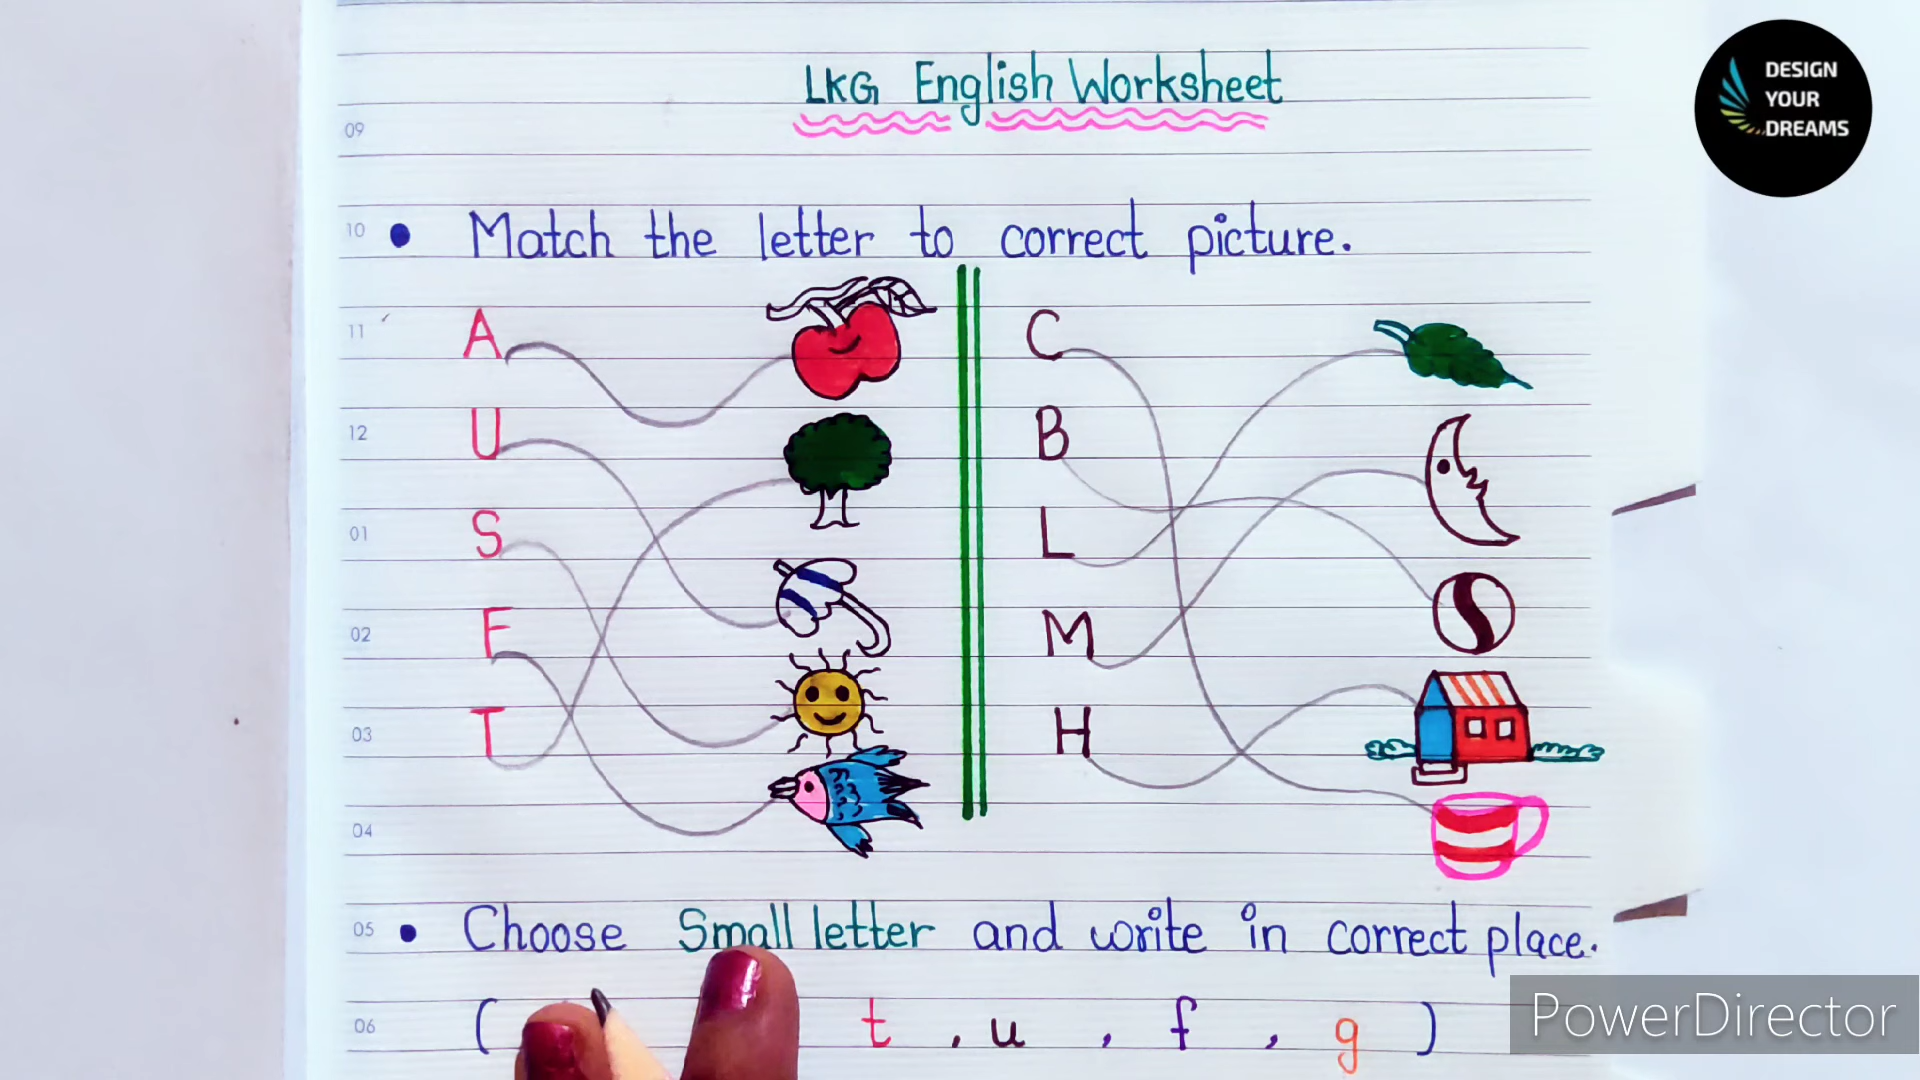 LKG English Worksheet
DESIGN
YOUR
DREAMS
09
10 • Match the letter to correct picture.
11 A C
12 U B
01 S L
02 F M
03 T H
04
05 • Choose Small letter and write in correct place.
06 ( t , u , f , g )
PowerDirector